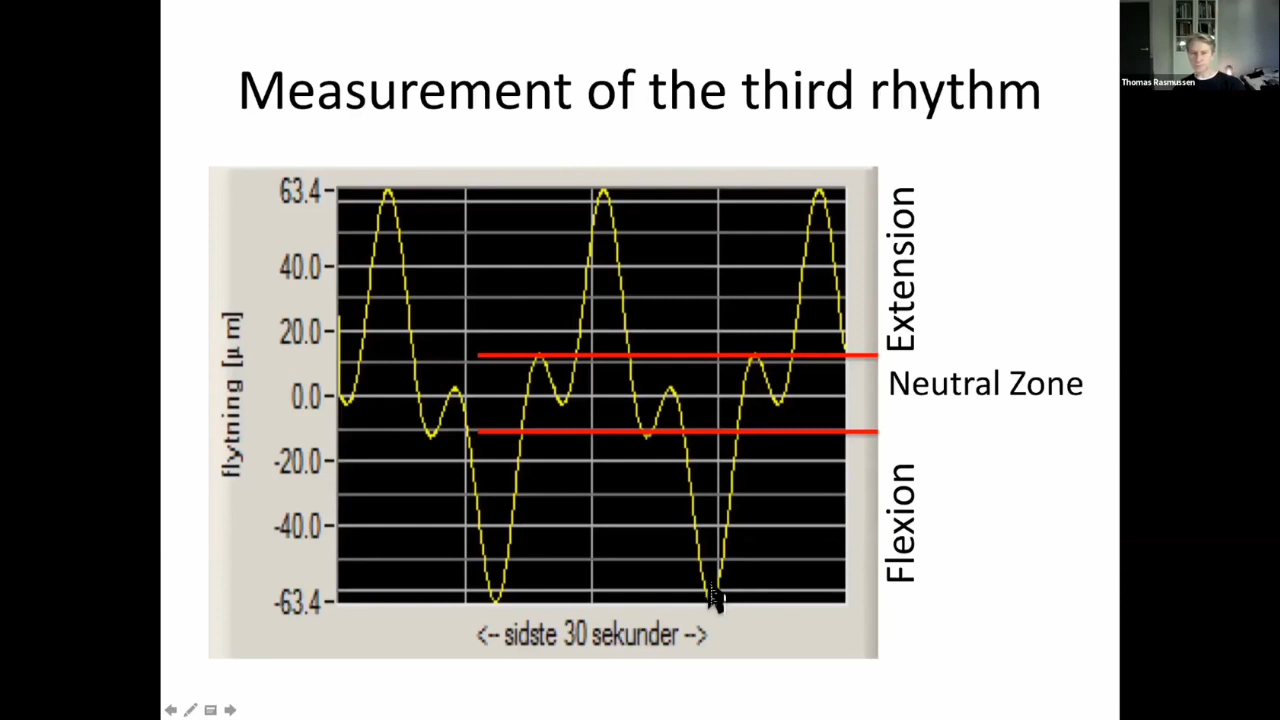 Measurement of the third rhythm
Thomas Rasmussen
63.4
40.0
20.0
0.0
-20.0
-40.0
-63.4
flytning [µ m]
<-- sidste 30 sekunder -->
Extension
Neutral Zone
Flexion